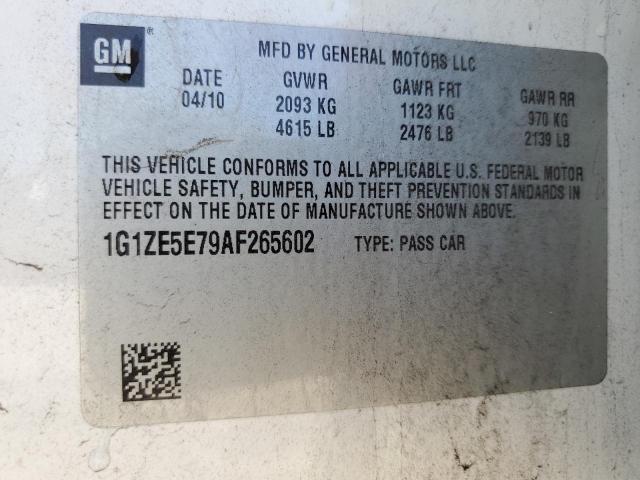 GM®
MFD BY GENERAL MOTORS LLC
DATE GVWR GAWR FRT GAWR RR
04/10 2093 KG 1123 KG 970 KG
4615 LB 2476 LB 2139 LB
THIS VEHICLE CONFORMS TO ALL APPLICABLE U.S. FEDERAL MOTOR
VEHICLE SAFETY, BUMPER, AND THEFT PREVENTION STANDARDS IN
EFFECT ON THE DATE OF MANUFACTURE SHOWN ABOVE.
1G1ZE5E79AF265602 TYPE: PASS CAR